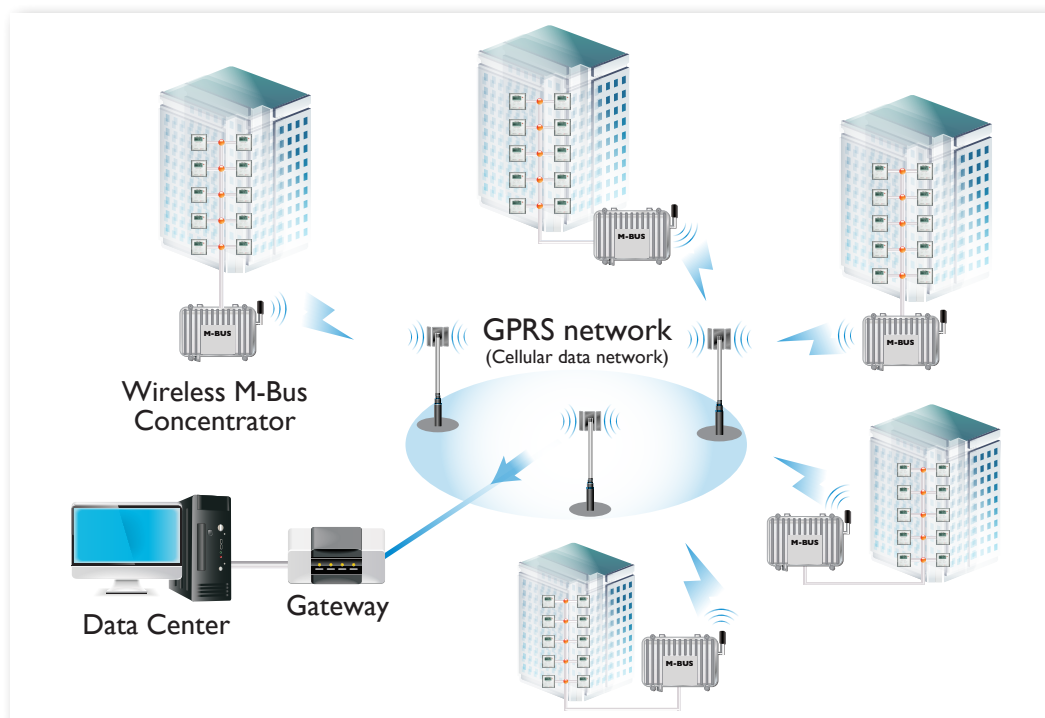 M-BUS
M-BUS
M-BUS
GPRS network
(Cellular data network)
Wireless M-Bus
Concentrator
M-BUS
Data Center
Gateway
M-BUS